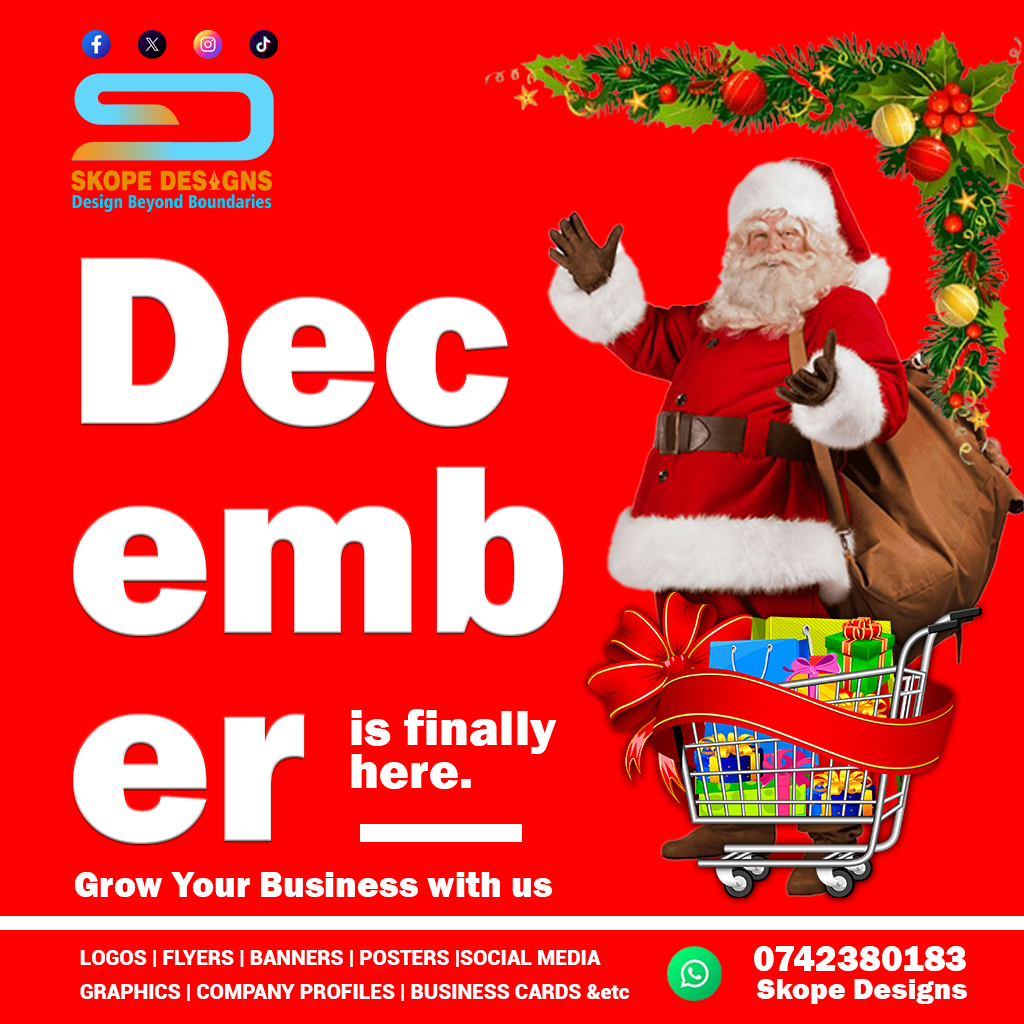 SKOPE DESIGNS
Design Beyond Boundaries
Dec
emb
er
is finally
here.
Grow Your Business with us
LOGOS | FLYERS | BANNERS | POSTERS |SOCIAL MEDIA
GRAPHICS | COMPANY PROFILES | BUSINESS CARDS &etc
0742380183
Skope Designs